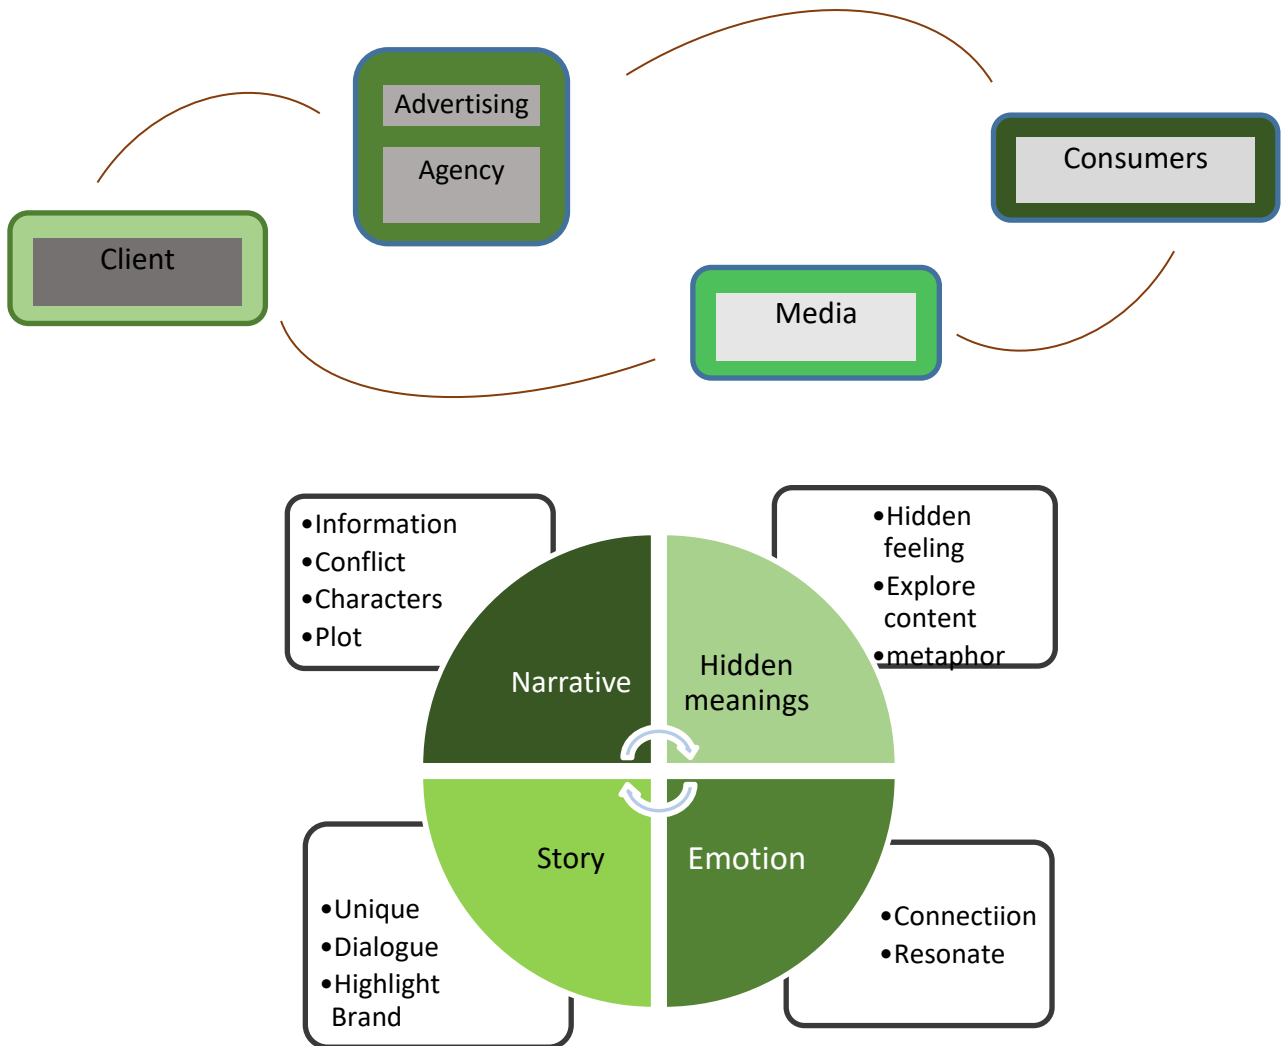 Advertising
Agency
Consumers
Client
Media
•Information
•Conflict
•Characters
•Plot
•Hidden
feeling
•Explore
content
•metaphor
Narrative
Hidden
meanings
Story
Emotion
•Unique
•Dialogue
•Highlight
Brand
•Connectiion
•Resonate